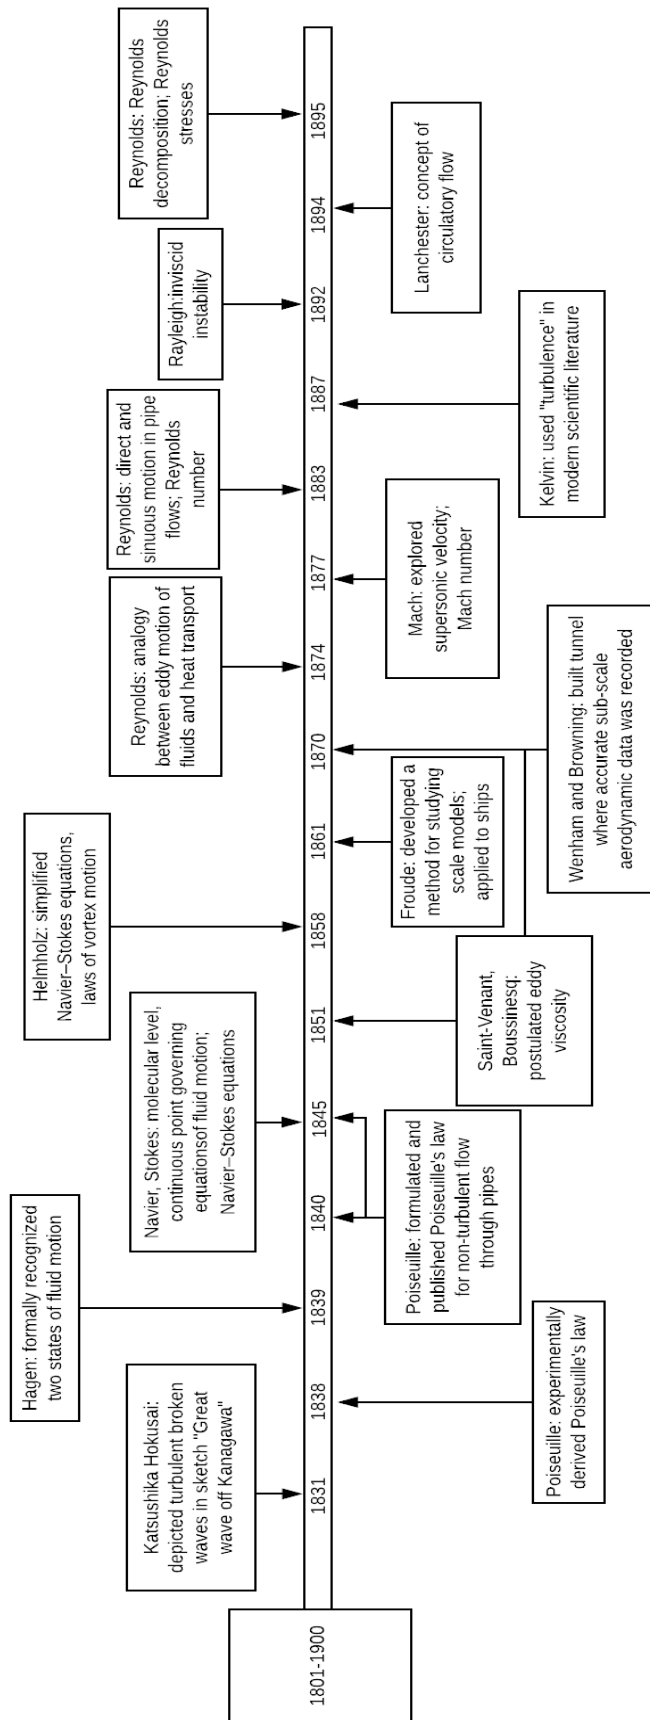 1801-1900
1831
1838
1839
1840
1845
1851
1858
1861
1870
1874
1877
1883
1887
1892
1894
1895
Katsushika Hokusai:
depicted turbulent broken
waves in sketch "Great
wave off Kanagawa"
Hagen: formally recognized
two states of fluid motion
Navier, Stokes: molecular level,
continuous point governing
equationsof fluid motion;
Navier–Stokes equations
Helmholz: simplified
Navier–Stokes equations,
laws of vortex motion
Reynolds: analogy
between eddy motion of
fluids and heat transport
Reynolds: direct and
sinuous motion in pipe
flows; Reynolds
number
Rayleigh:inviscid
instability
Reynolds: Reynolds
decomposition; Reynolds
stresses
Poiseuille: experimentally
derived Poiseuille's law
Poiseuille: formulated and
published Poiseuille's law
for non-turbulent flow
through pipes
Saint-Venant,
Boussinesq:
postulated eddy
viscosity
Froude: developed a
method for studying
scale models;
applied to ships
Wenham and Browning: built tunnel
where accurate sub-scale
aerodynamic data was recorded
Mach: explored
supersonic velocity;
Mach number
Kelvin: used "turbulence" in
modern scientific literature
Lanchester: concept of
circulatory flow